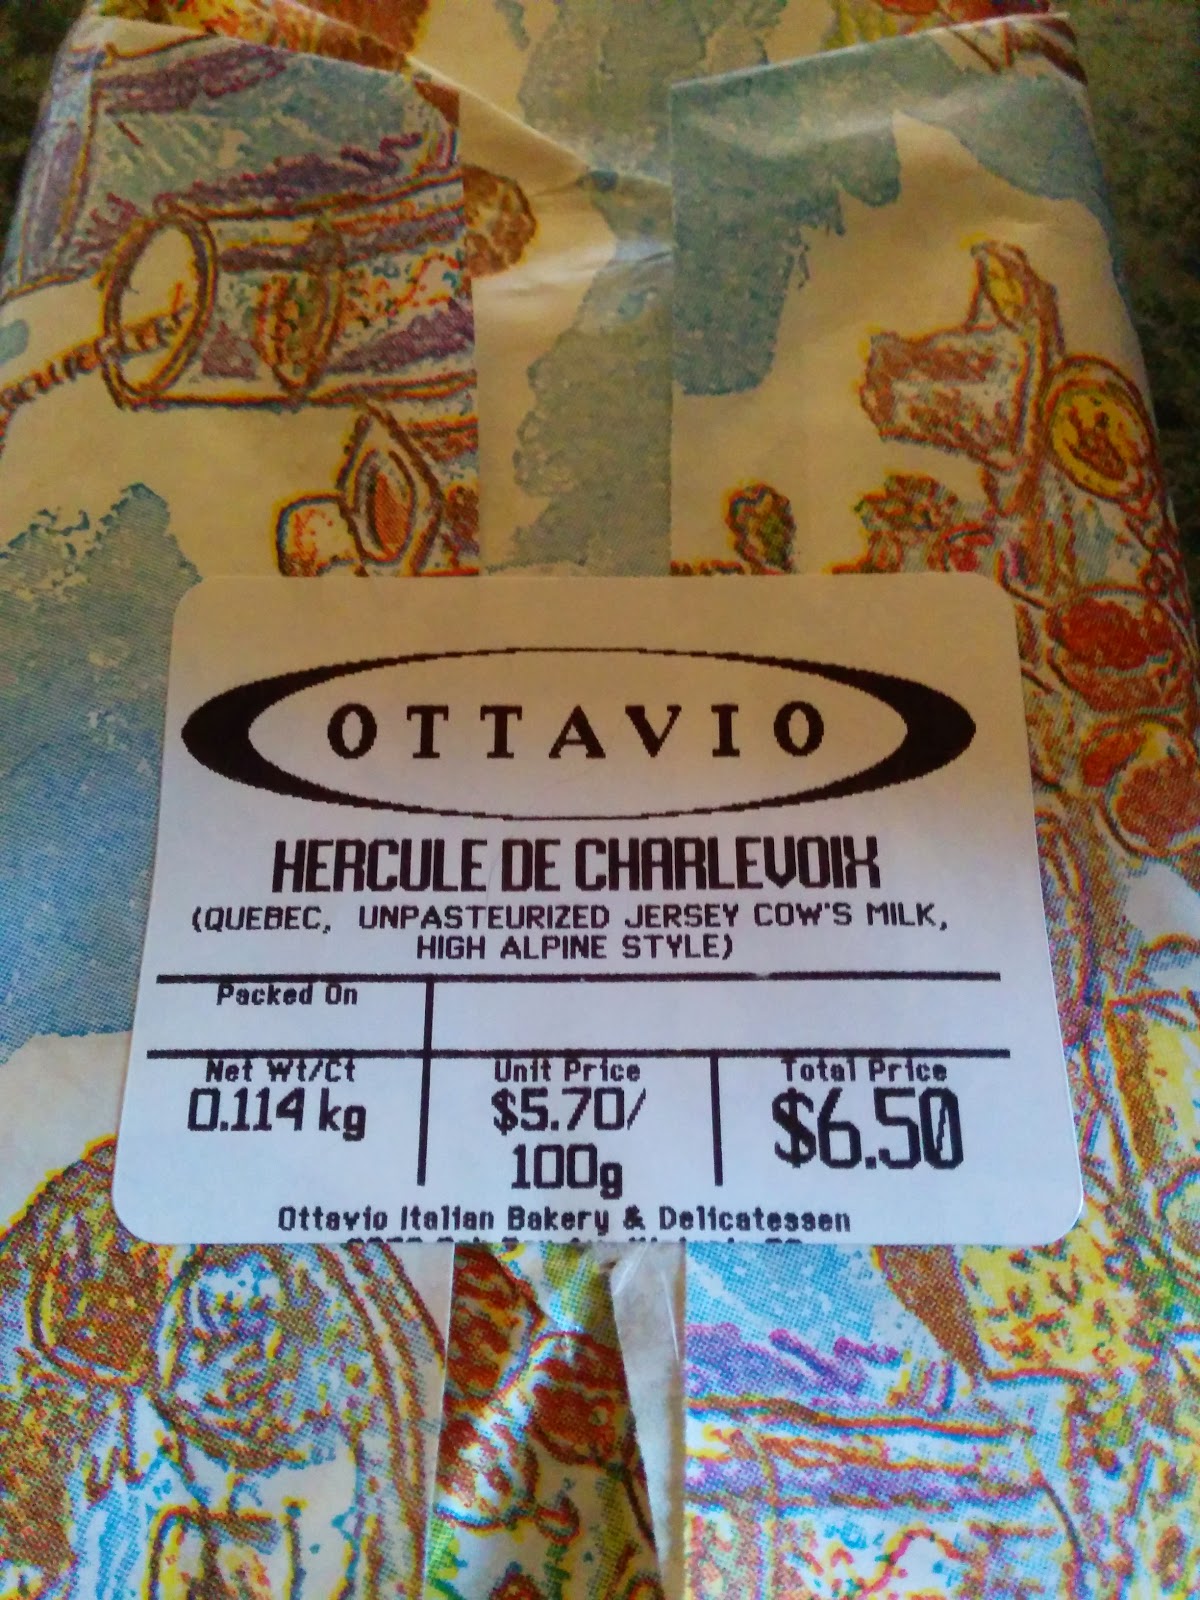 OTTAVIO
HERCULE DE CHARLEVOIX
(QUEBEC, UNPASTEURIZED JERSEY COW'S MILK,
HIGH ALPINE STYLE)
Packed On
Net Wt/Ct
Unit Price
Total Price
0.114 kg
$5.70/
100g
$6.50
Ottavio Italian Bakery & Delicatessen